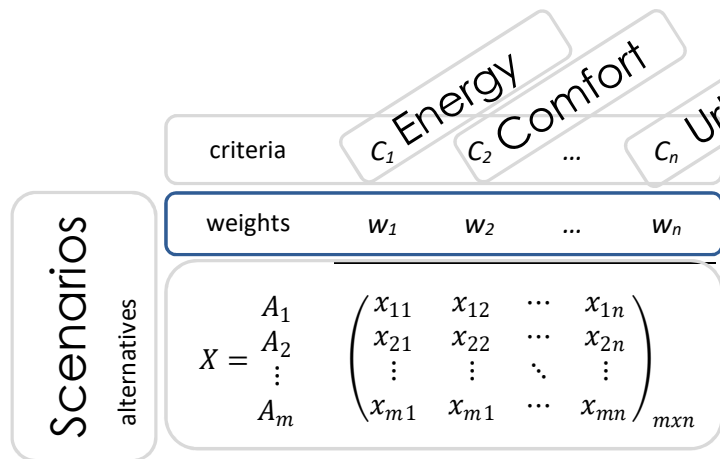 Energy
Comfort
criteria C₁ C₂ ... Cₙ
weights w₁ w₂ ... wₙ
Scenarios
alternatives
X =
A₁
A₂
⋮
Aₘ
x₁₁ x₁₂ ⋯ x₁ₙ
x₂₁ x₂₂ ⋯ x₂ₙ
⋮ ⋮ ⋱ ⋮
xₘ₁ xₘ₁ ⋯ xₘₙ
mxn